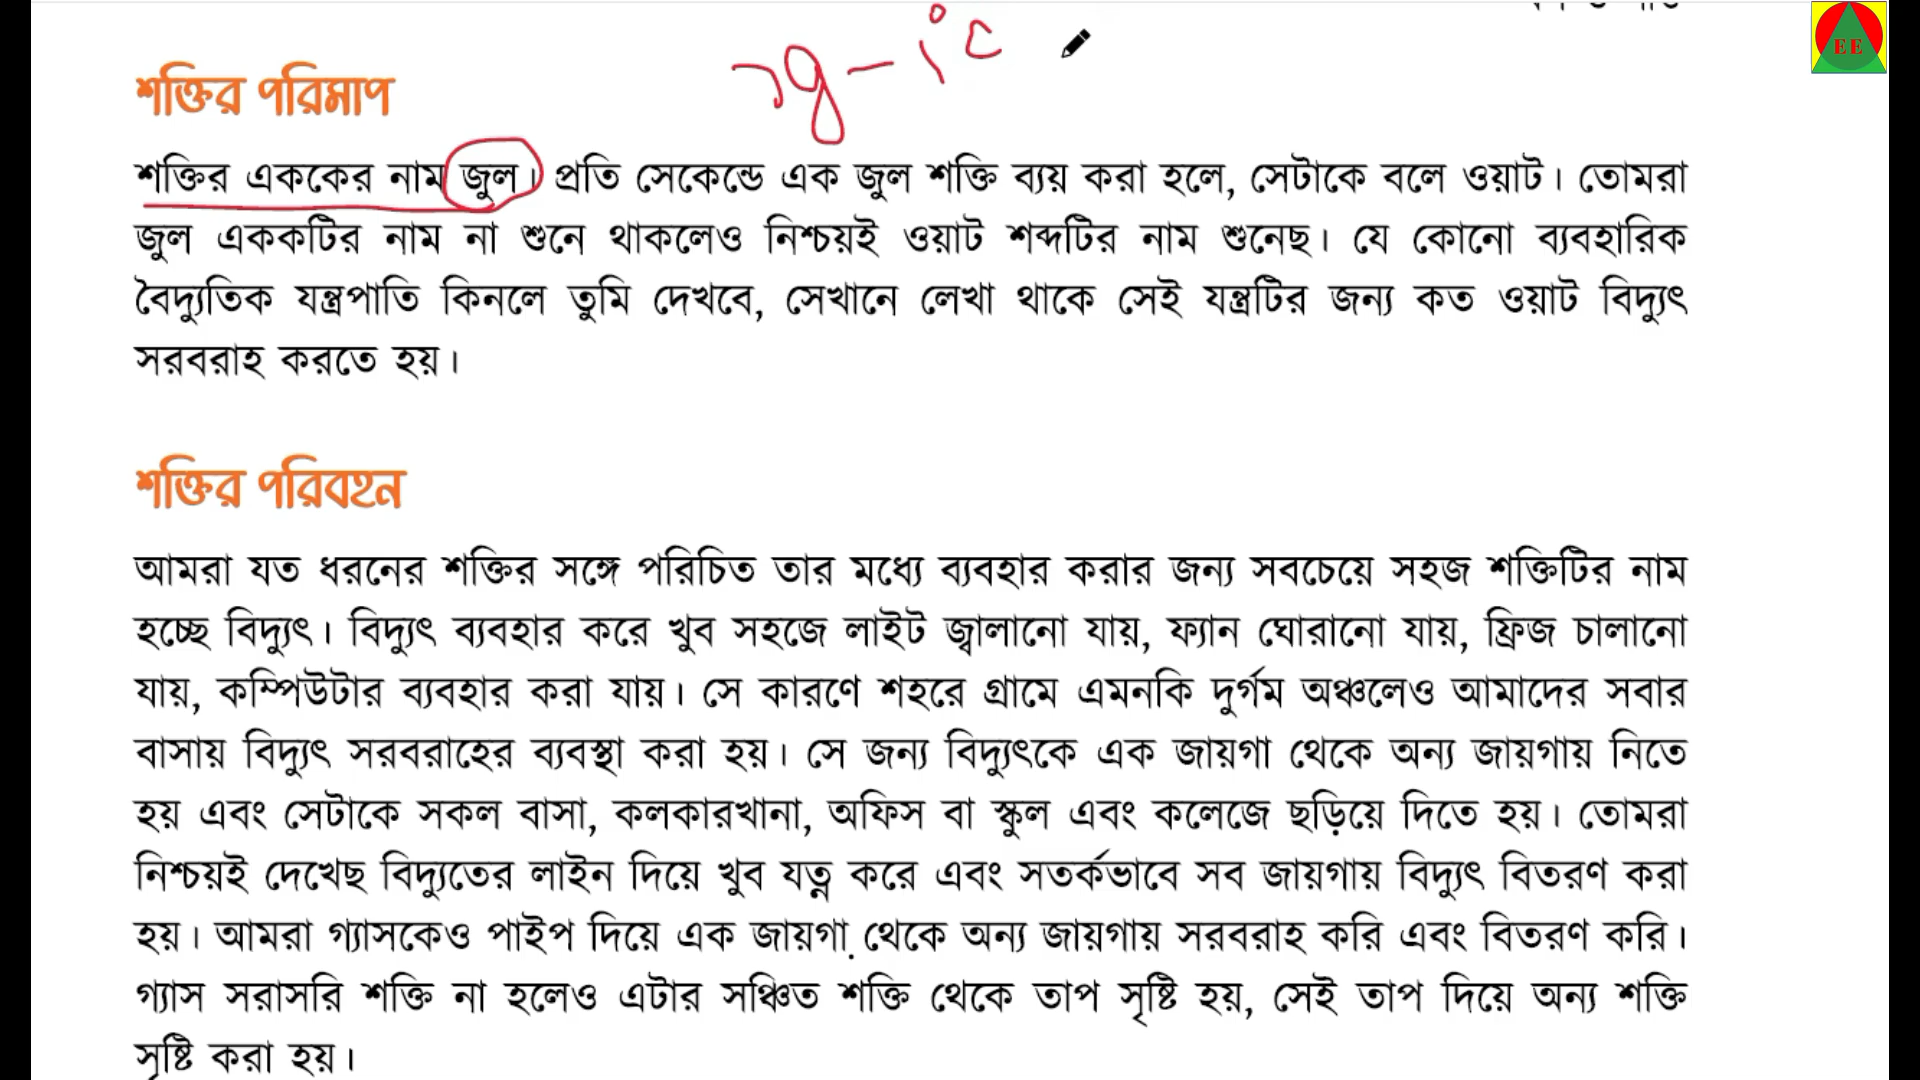 শক্তির পরিমাপ
শক্তির এককের নাম জুল। প্রতি সেকেন্ডে এক জুল শক্তি ব্যয় করা হলে, সেটাকে বলে ওয়াট। তোমরা
জুল এককটির নাম না শুনে থাকলেও নিশ্চয়ই ওয়াট শব্দটির নাম শুনেছ। যে কোনো ব্যবহারিক
বৈদ্যুতিক যন্ত্রপাতি কিনলে তুমি দেখবে, সেখানে লেখা থাকে সেই যন্ত্রটির জন্য কত ওয়াট বিদ্যুৎ
সরবরাহ করতে হয়।
শক্তির পরিবহন
আমরা যত ধরনের শক্তির সঙ্গে পরিচিত তার মধ্যে ব্যবহার করার জন্য সবচেয়ে সহজ শক্তিটির নাম
হচ্ছে বিদ্যুৎ। বিদ্যুৎ ব্যবহার করে খুব সহজে লাইট জ্বালানো যায়, ফ্যান ঘোরানো যায়, ফ্রিজ চালানো
যায়, কম্পিউটার ব্যবহার করা যায়। সে কারণে শহরে গ্রামে এমনকি দুর্গম অঞ্চলেও আমাদের সবার
বাসায় বিদ্যুৎ সরবরাহের ব্যবস্থা করা হয়। সে জন্য বিদ্যুৎকে এক জায়গা থেকে অন্য জায়গায় নিতে
হয় এবং সেটাকে সকল বাসা, কলকারখানা, অফিস বা স্কুল এবং কলেজে ছড়িয়ে দিতে হয়। তোমরা
নিশ্চয়ই দেখেছ বিদ্যুতের লাইন দিয়ে খুব যত্ন করে এবং সতর্কভাবে সব জায়গায় বিদ্যুৎ বিতরণ করা
হয়। আমরা গ্যাসকেও পাইপ দিয়ে এক জায়গা থেকে অন্য জায়গায় সরবরাহ করি এবং বিতরণ করি।
গ্যাস সরাসরি শক্তি না হলেও এটার সঞ্চিত শক্তি থেকে তাপ সৃষ্টি হয়, সেই তাপ দিয়ে অন্য শক্তি
সৃষ্টি করা হয়।
EE